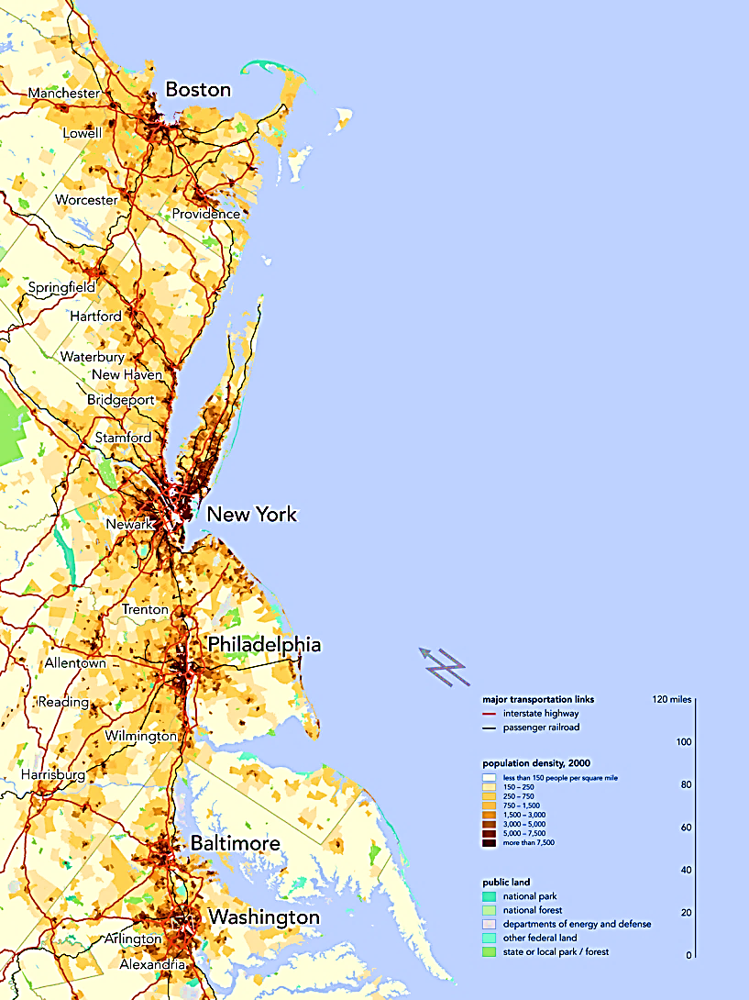 Boston
Manchester
Lowell
Worcester
Providence
Springfield
Hartford
Waterbury
New Haven
Bridgeport
Stamford
New York
Newark
Trenton
Philadelphia
Allentown
Reading
Wilmington
Harrisburg
Baltimore
Washington
Arlington
Alexandria
N
major transportation links
interstate highway
passenger railroad
population density, 2000
less than 150 people per square mile
150 – 250
250 – 750
750 – 1,500
1,500 – 3,000
3,000 – 5,000
5,000 – 7,500
more than 7,500
public land
national park
national forest
departments of energy and defense
other federal land
state or local park / forest
120 miles
100
80
60
40
20
0